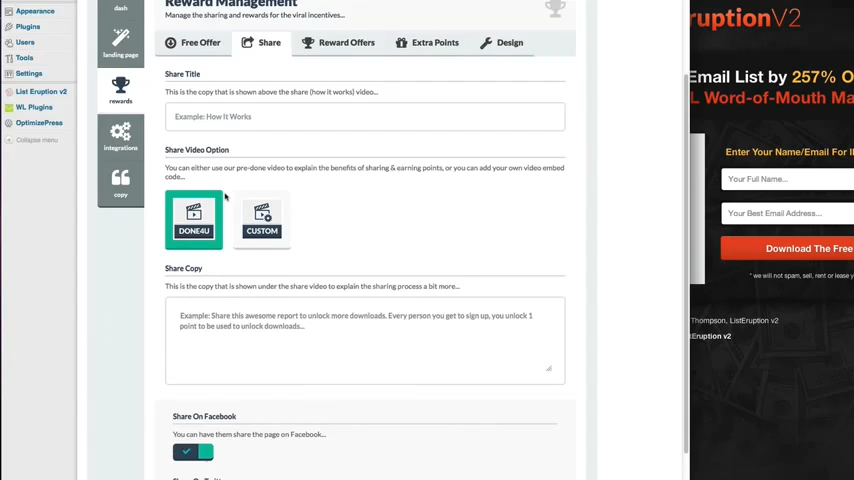 Appearance
Plugins
Users
Tools
Settings
List Eruption v2
WL Plugins
OptimizePress
Collapse menu
dash
landing page
rewards
integrations
copy
Reward Management
Manage the sharing and rewards for the viral incentives...
Free Offer
Share
Reward Offers
Extra Points
Design
Share Title
This is the copy that is shown above the share (how it works) video...
Example: How It Works
Share Video Option
You can either use our pre-done video to explain the benefits of sharing & earning points, or you can add your own video embed
code...
DONE4U
CUSTOM
Share Copy
This is the copy that is shown under the share video to explain the sharing process a bit more...
Example: Share this awesome report to unlock more downloads. Every person you get to sign up, you unlock 1
point to be used to unlock downloads...
Share On Facebook
You can have them share the page on Facebook...
ruptionV2
Email List by 257% O
L Word-of-Mouth Ma
Enter Your Name/Email For I
Your Full Name...
Your Best Email Address...
Download The Free
* we will not spam, sell, rent or lease y
Thompson, ListEruption v2
tEruption v2